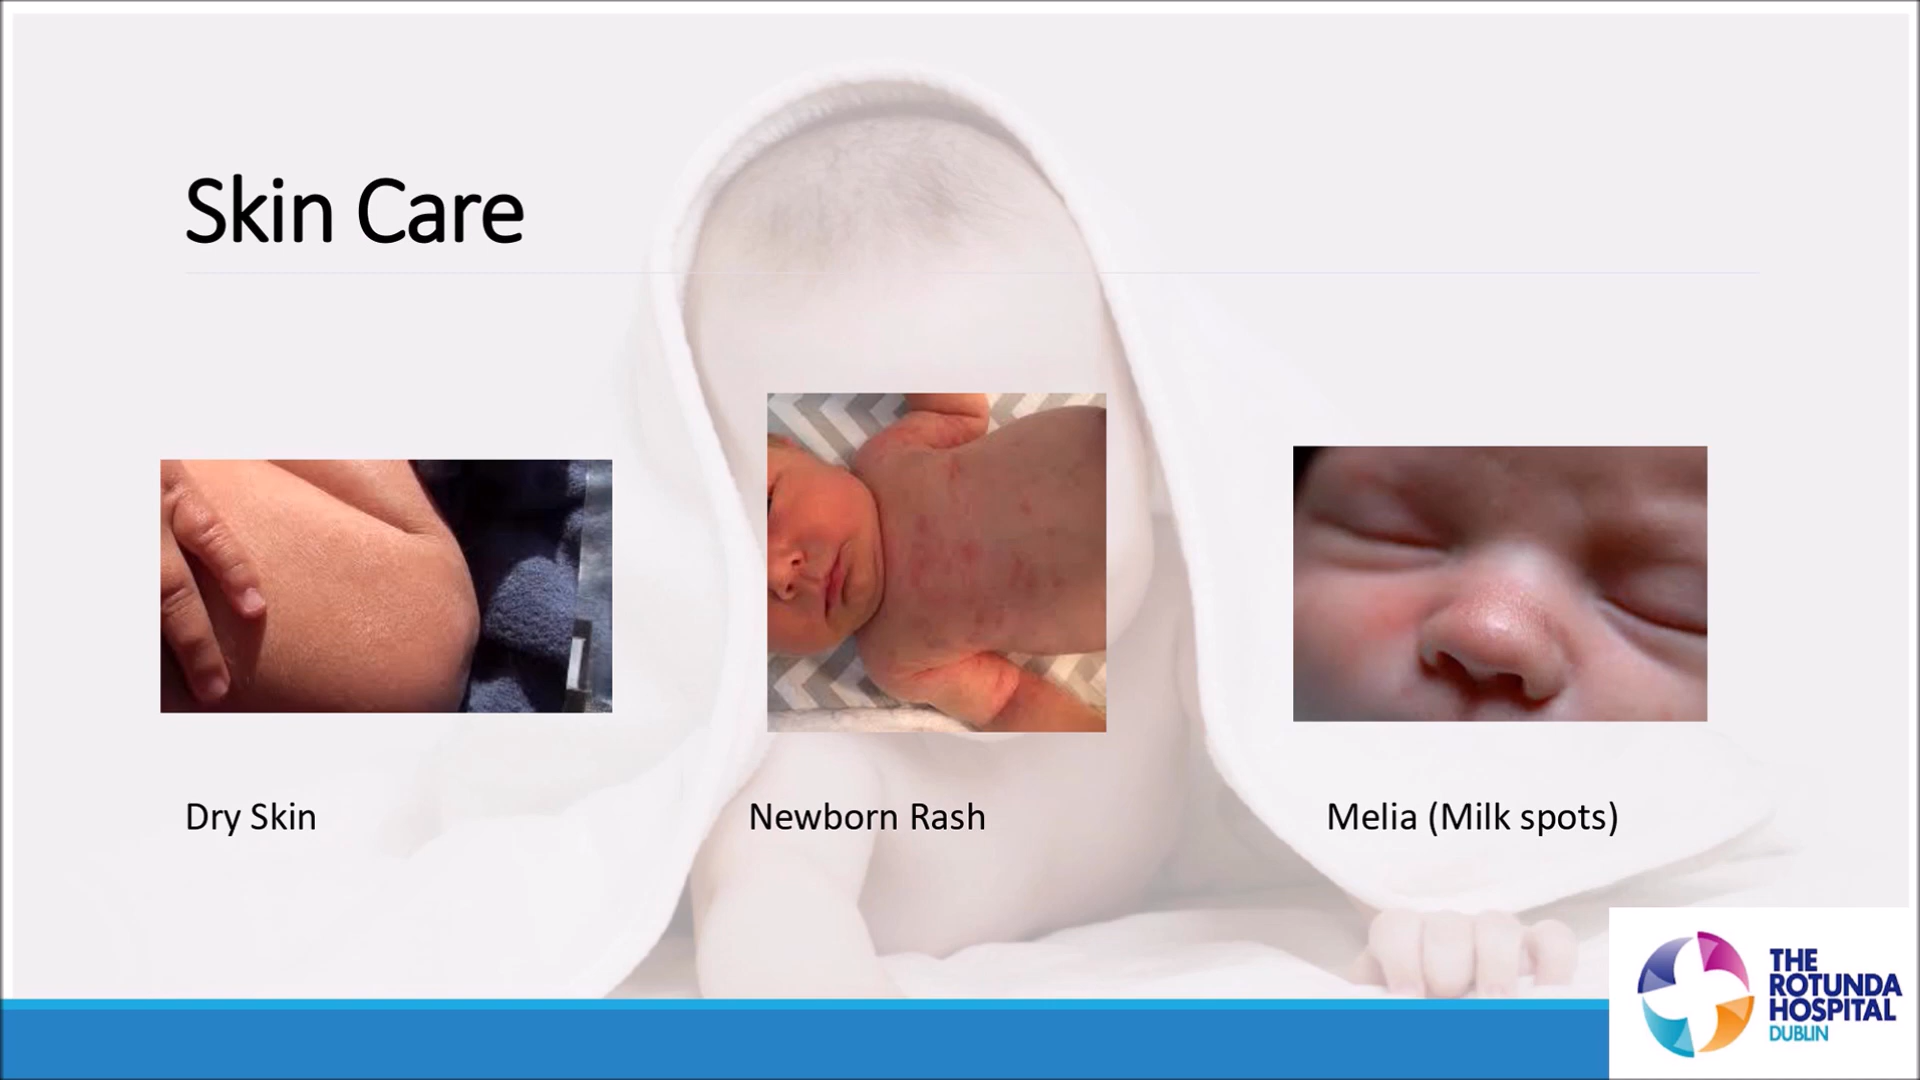 Skin Care
Dry Skin
Newborn Rash
Melia (Milk spots)
THE
ROTUNDA
HOSPITAL
DUBLIN